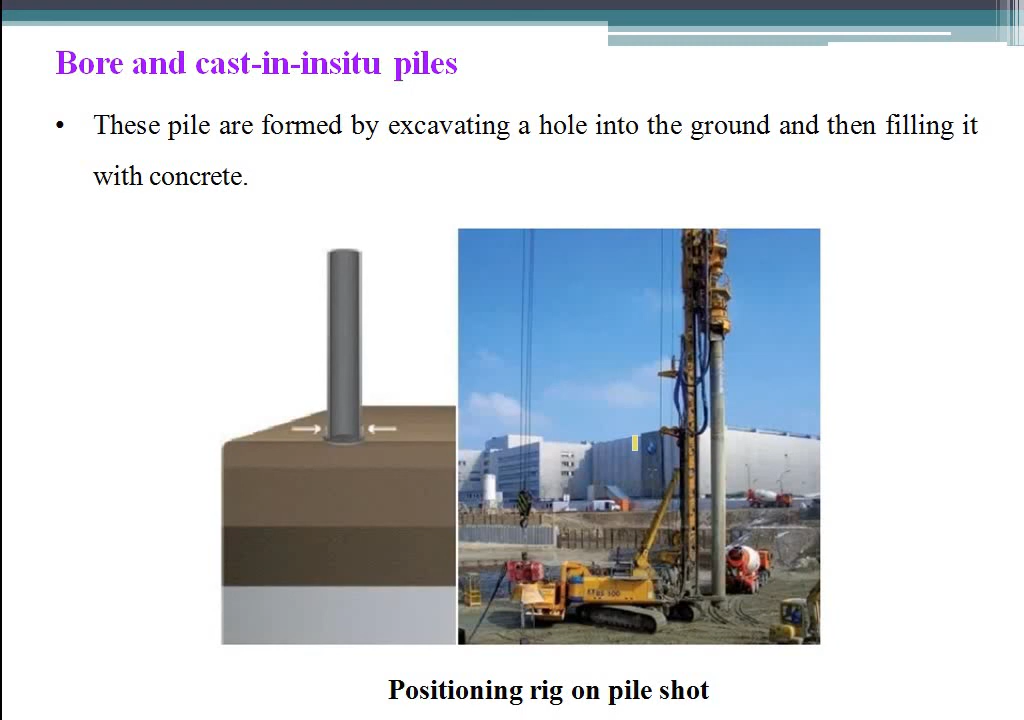 Bore and cast-in-insitu piles
• These pile are formed by excavating a hole into the ground and then filling it
with concrete.
Positioning rig on pile shot